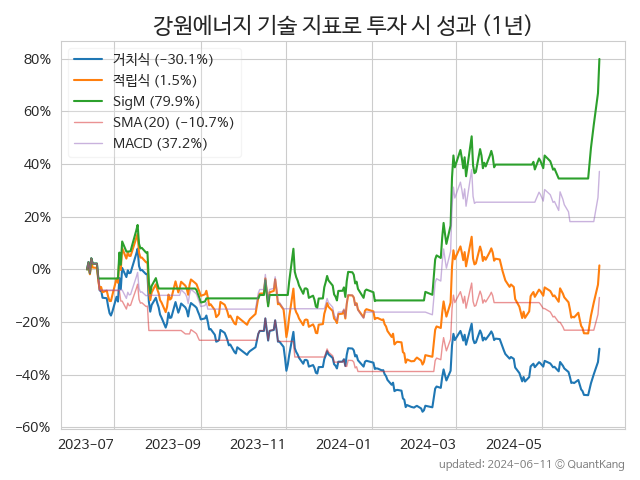 강원에너지 기술 지표로 투자 시 성과 (1년)
80%
60%
40%
20%
0%
−20%
−40%
−60%
거치식 (−30.1%)
적립식 (1.5%)
SigM (79.9%)
SMA(20) (−10.7%)
MACD (37.2%)
2023-07 2023-09 2023-11 2024-01 2024-03 2024-05
updated: 2024-06-11 © QuantKang